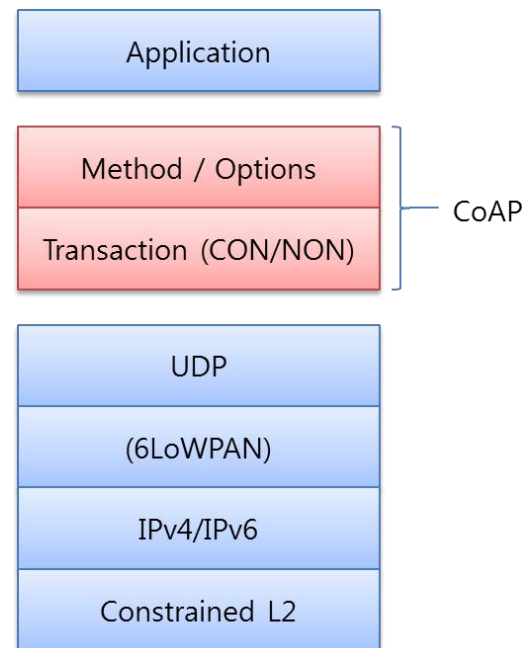 Application
Method / Options
Transaction (CON/NON)
CoAP
UDP
(6LoWPAN)
IPv4/IPv6
Constrained L2